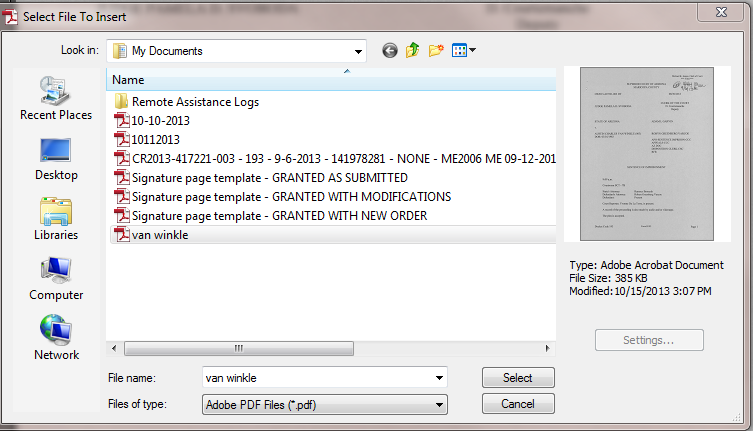 Select File To Insert
Look in:
My Documents
Name
Recent Places
Desktop
Libraries
Computer
Network
Remote Assistance Logs
10-10-2013
10112013
CR2013-417221-003 - 193 - 9-6-2013 - 141978281 - NONE - ME2006 ME 09-12-201
Signature page template - GRANTED AS SUBMITTED
Signature page template - GRANTED WITH MODIFICATIONS
Signature page template - GRANTED WITH NEW ORDER
van winkle
Type: Adobe Acrobat Document
File Size: 385 KB
Modified: 10/15/2013 3:07 PM
Settings...
File name:
van winkle
Select
Files of type:
Adobe PDF Files (*.pdf)
Cancel